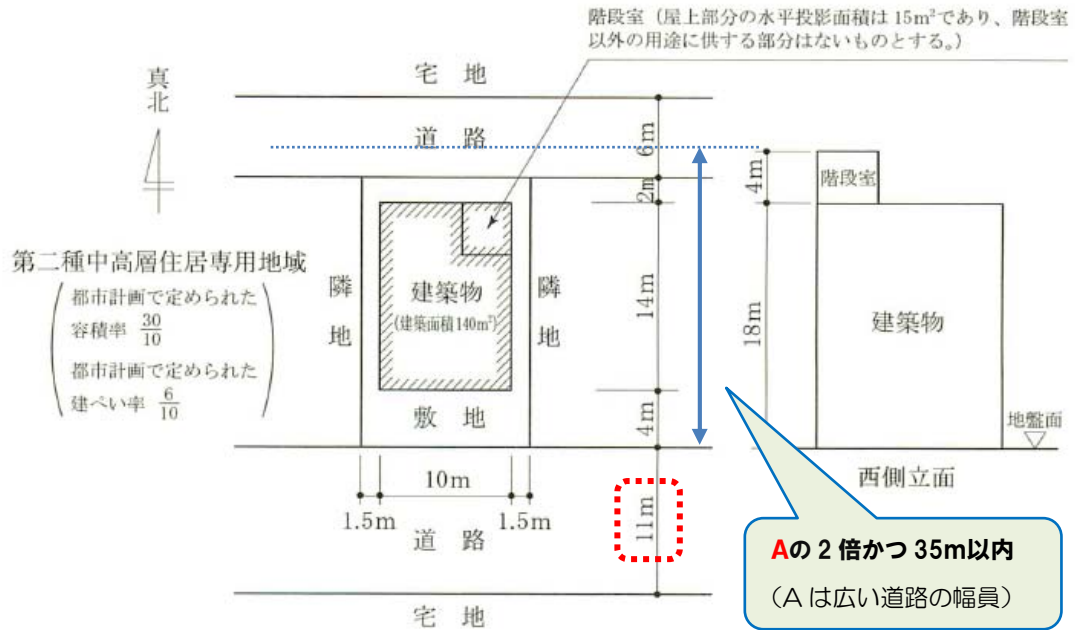 階段室（屋上部分の水平投影面積は15m²であり、階段室
以外の用途に供する部分はないものとする。）
真北
宅 地
道 路
6m
2m
14m
4m
11m
第二種中高層住居専用地域
都市計画で定められた
容積率 30/10
都市計画で定められた
建ぺい率 6/10
隣地
建築物
(建築面積140m²)
隣地
敷 地
10m
1.5m
1.5m
道 路
宅 地
4m
18m
階段室
建築物
地盤面
西側立面
Aの2倍かつ35m以内
（Aは広い道路の幅員）